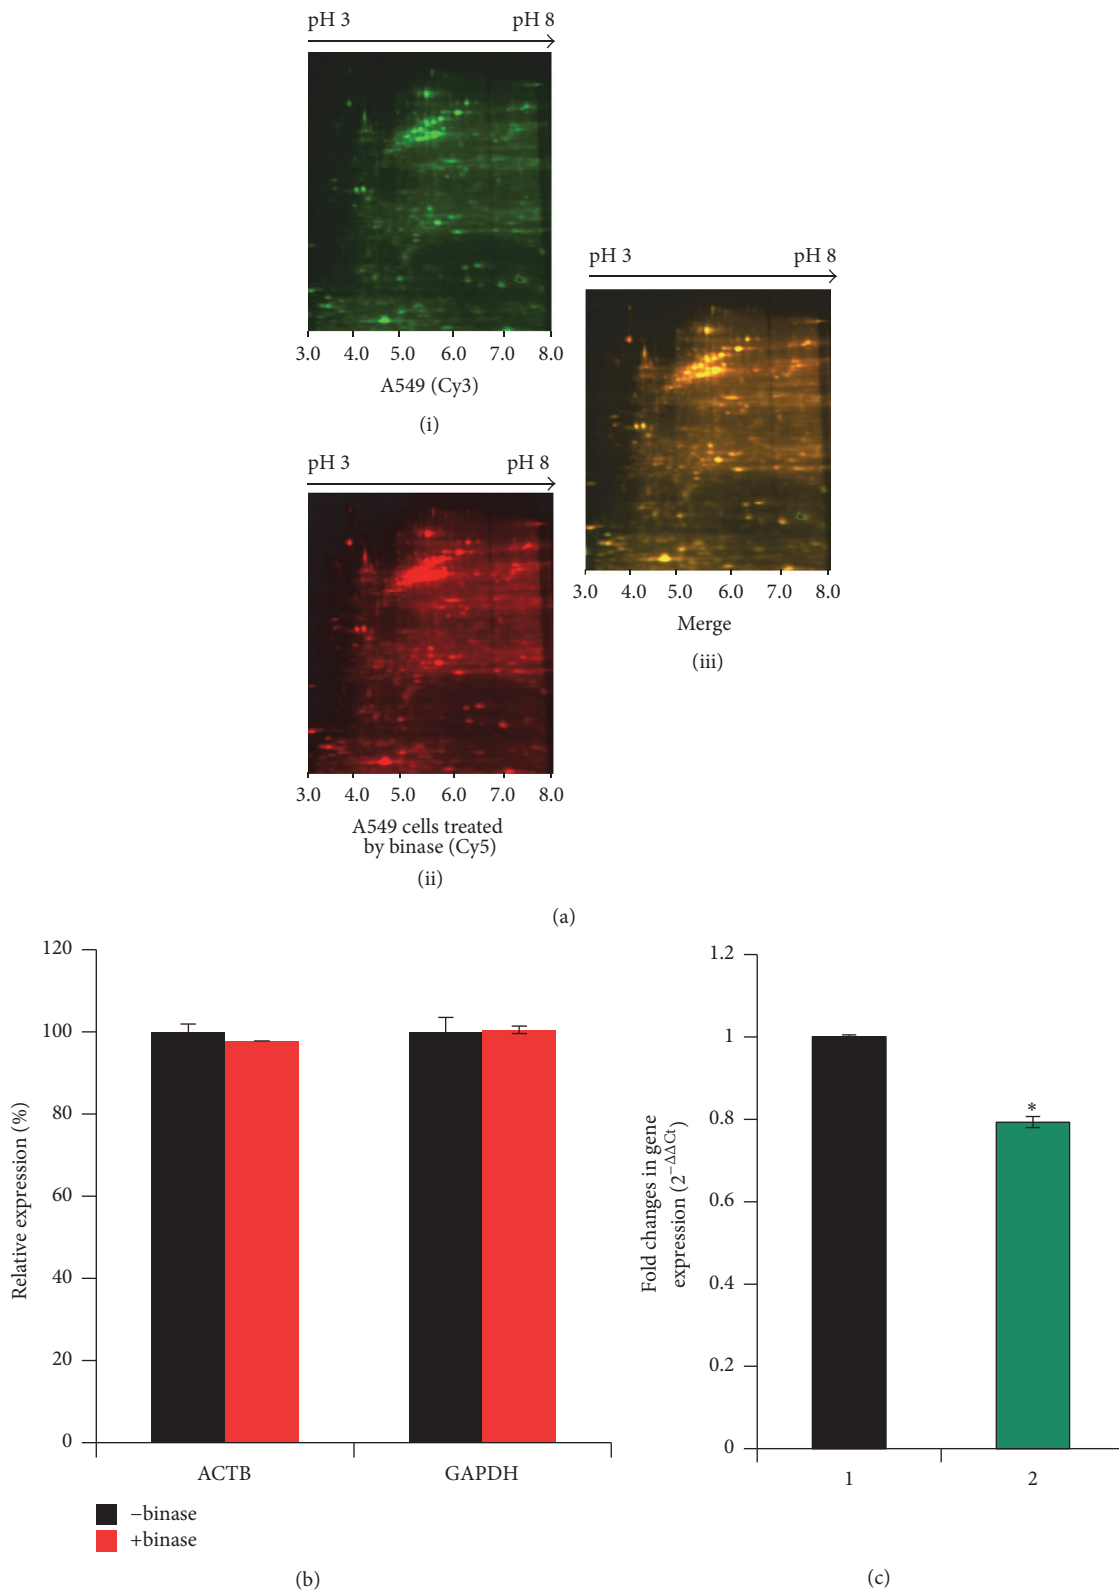 pH 3 pH 8
3.0 4.0 5.0 6.0 7.0 8.0
A549 (Cy3)
(i)
pH 3 pH 8
3.0 4.0 5.0 6.0 7.0 8.0
A549 cells treated
by binase (Cy5)
(ii)
pH 3 pH 8
3.0 4.0 5.0 6.0 7.0 8.0
Merge
(iii)
(a)
Relative expression (%)
120
100
80
60
40
20
0
ACTB GAPDH
−binase
+binase
(b)
Fold changes in gene
expression (2^−ΔΔCt)
1.2
1
0.8
0.6
0.4
0.2
0
*
1 2
(c)